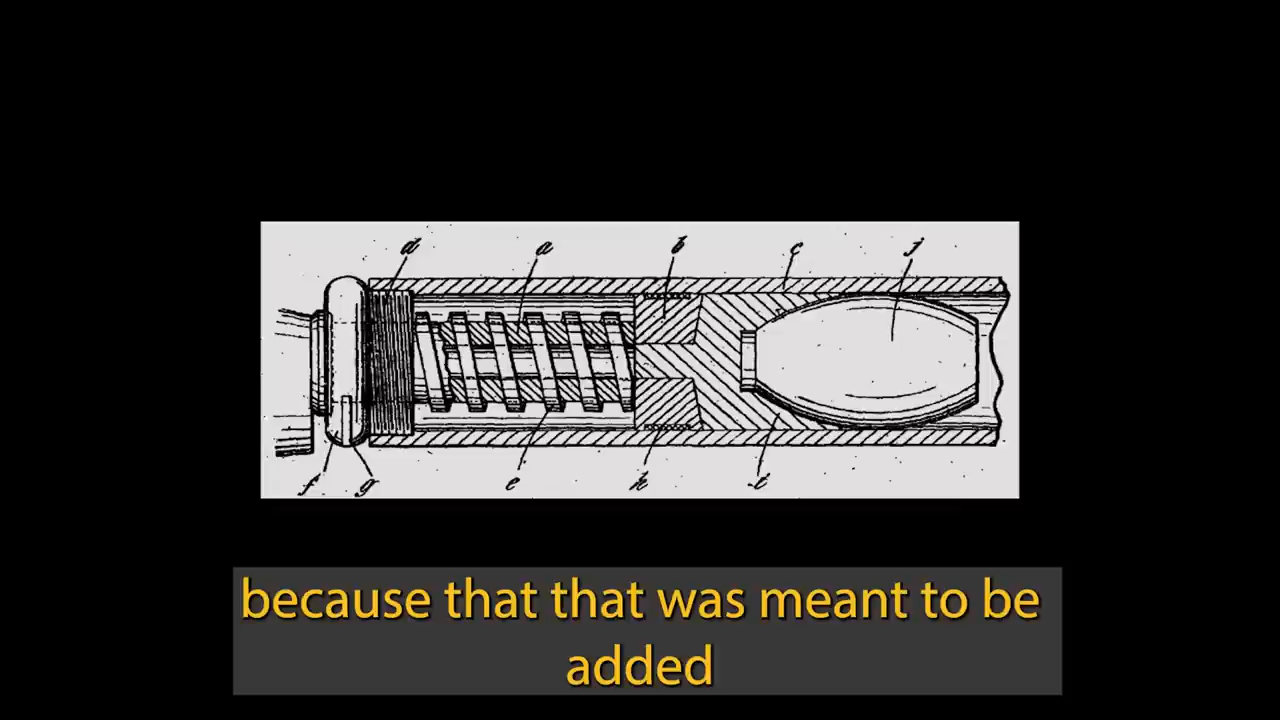 d a b c j
f g e h t
because that that was meant to be
added